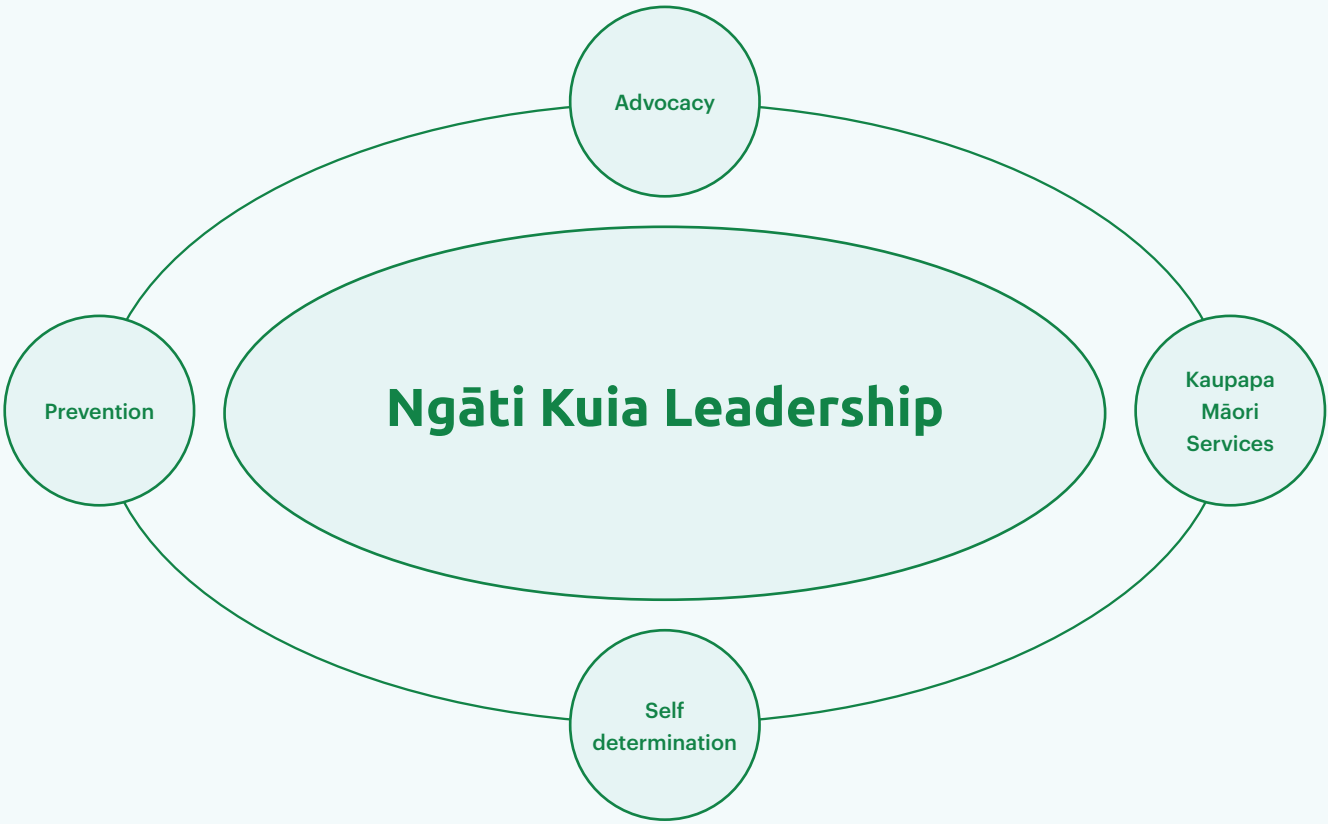 Advocacy
Ngāti Kuia Leadership
Prevention
Kaupapa
Māori
Services
Self
determination